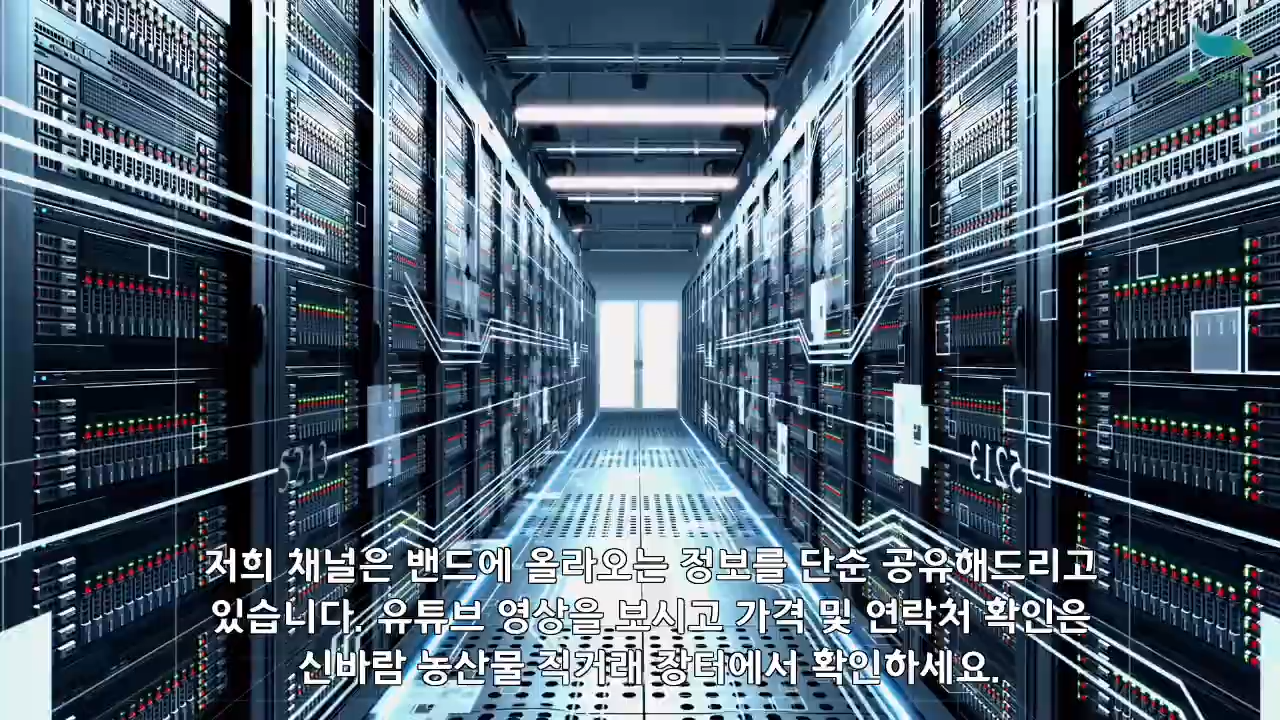 저희 채널은 밴드에 올라오는 정보를 단순 공유해드리고
있습니다. 유튜브 영상을 보시고 가격 및 연락처 확인은
신바람 농산물 직거래 장터에서 확인하세요.
5213
5213